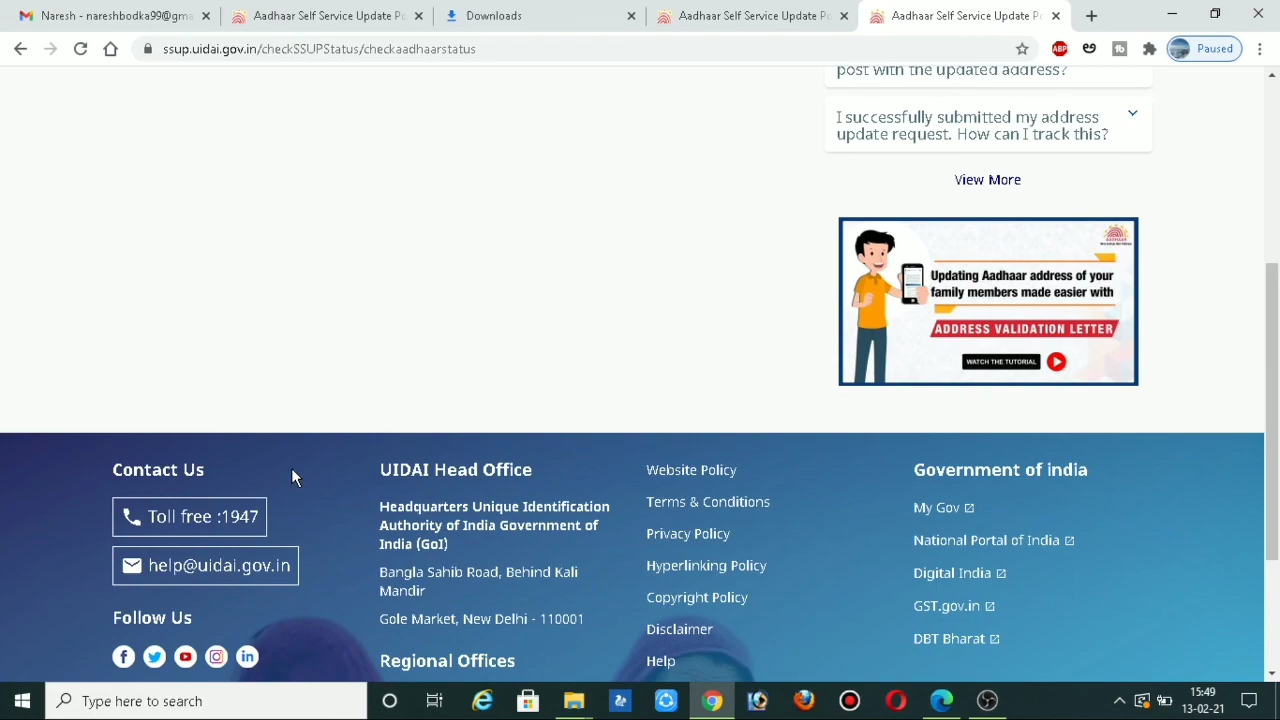 Naresh - nareshbodka99@gma
Aadhaar Self Service Update Po
Downloads
Aadhaar Self Service Update Po
Aadhaar Self Service Update P
ssup.uidai.gov.in/checkSSUPStatus/checkaadhaarstatus
ABP
Paused
post with the updated address?
I successfully submitted my address
update request. How can I track this?
View More
AADHAAR
Updating Aadhaar address of your
family members made easier with
ADDRESS VALIDATION LETTER
WATCH THE TUTORIAL
Contact Us
Toll free :1947
help@uidai.gov.in
Follow Us
UIDAI Head Office
Headquarters Unique Identification
Authority of India Government of
India (GoI)
Bangla Sahib Road, Behind Kali
Mandir
Gole Market, New Delhi - 110001
Regional Offices
Website Policy
Terms & Conditions
Privacy Policy
Hyperlinking Policy
Copyright Policy
Disclaimer
Help
Government of india
My Gov
National Portal of India
Digital India
GST.gov.in
DBT Bharat
Type here to search
15:49
13-02-21